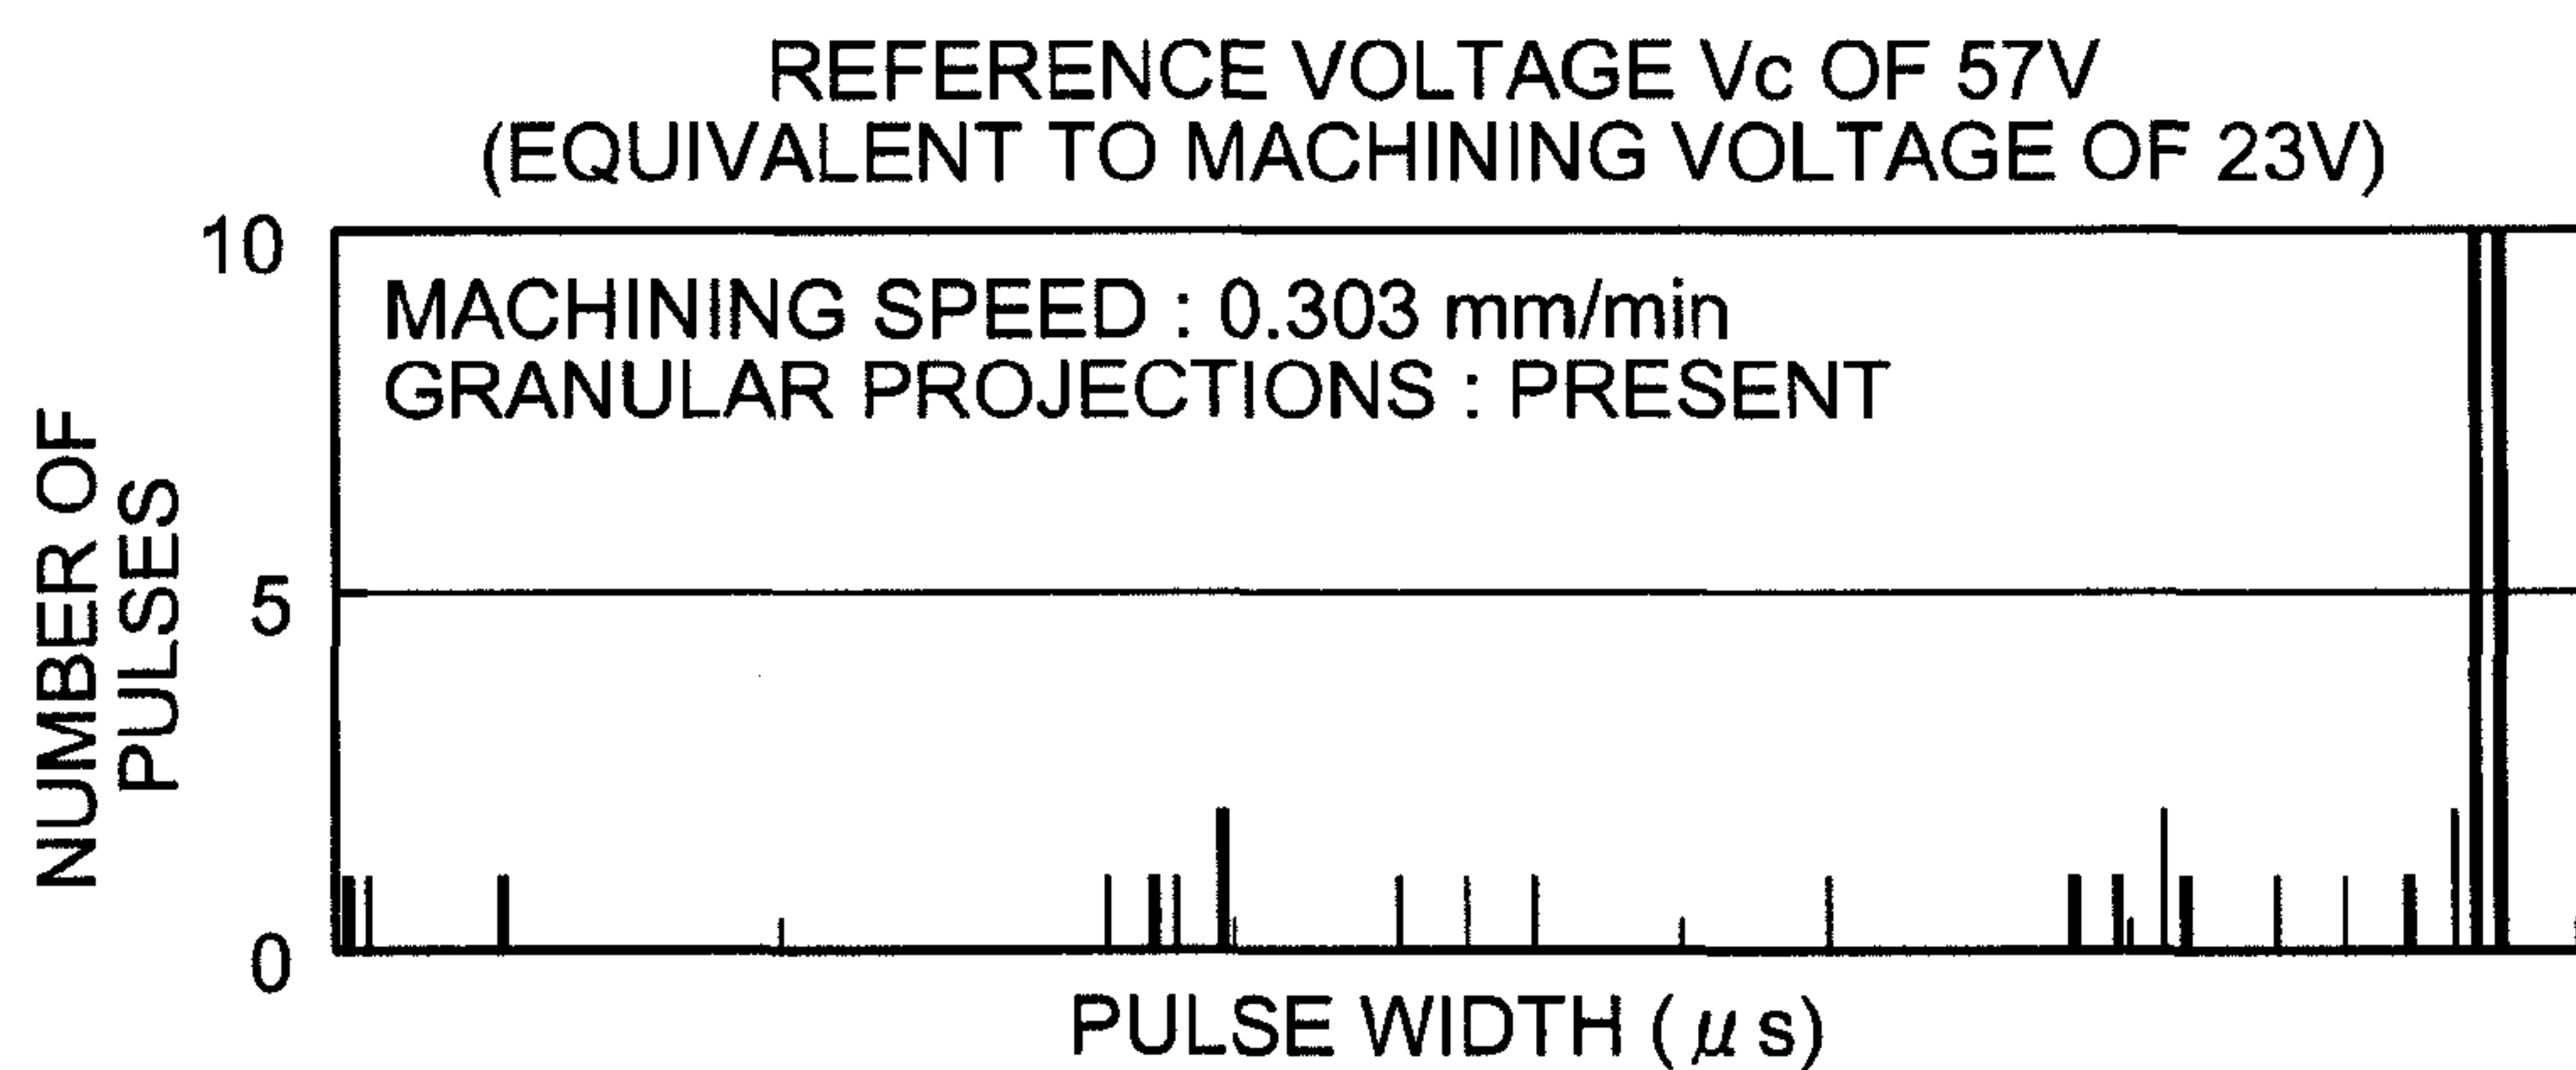 REFERENCE VOLTAGE Vc OF 57V
(EQUIVALENT TO MACHINING VOLTAGE OF 23V)
10
MACHINING SPEED : 0.303 mm/min
GRANULAR PROJECTIONS : PRESENT
NUMBER OF
PULSES
5
0
PULSE WIDTH (μs)